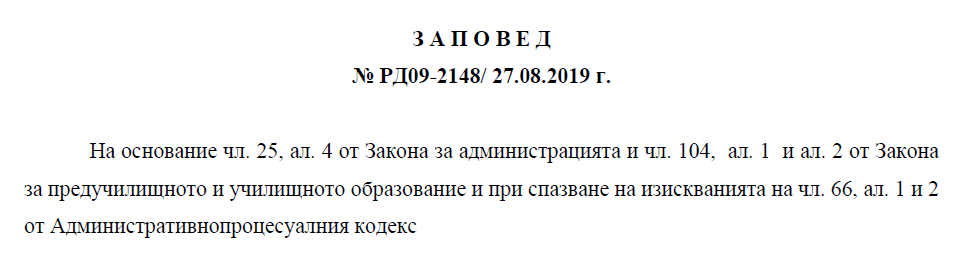 З А П О В Е Д
№ РД09-2148/ 27.08.2019 г.
На основание чл. 25, ал. 4 от Закона за администрацията и чл. 104, ал. 1 и ал. 2 от Закона
за предучилищното и училищното образование и при спазване на изискванията на чл. 66, ал. 1 и 2
от Административнопроцесуалния кодекс